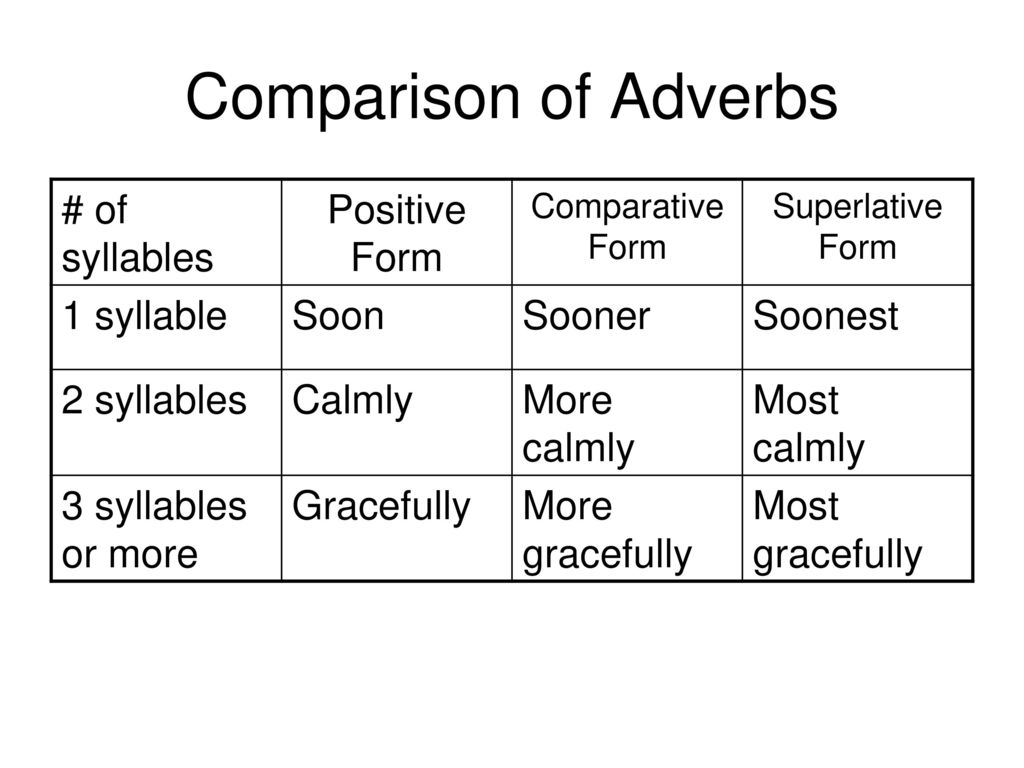 Comparison of Adverbs
# of
syllables
Positive
Form
Comparative
Form
Superlative
Form
1 syllable
Soon
Sooner
Soonest
2 syllables
Calmly
More
calmly
Most
calmly
3 syllables
or more
Gracefully
More
gracefully
Most
gracefully